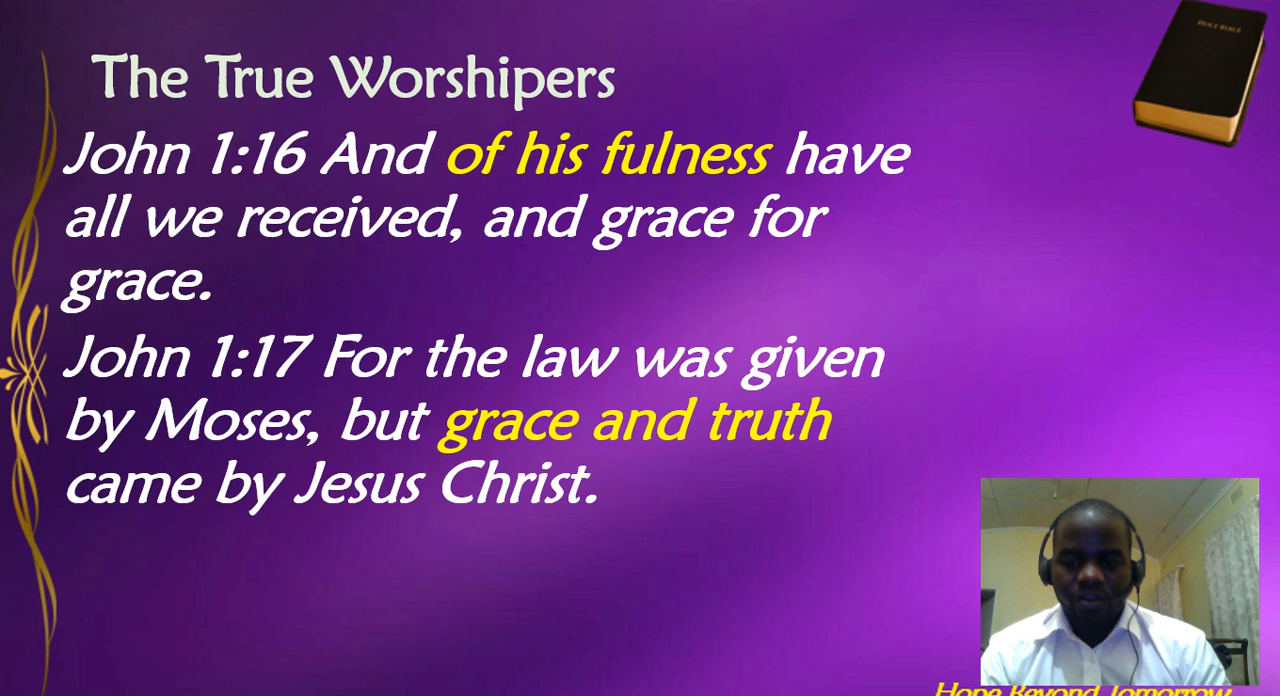 HOLY BIBLE
The True Worshipers
John 1:16 And of his fulness have
all we received, and grace for
grace.
John 1:17 For the law was given
by Moses, but grace and truth
came by Jesus Christ.
Hope Beyond Tomorrow